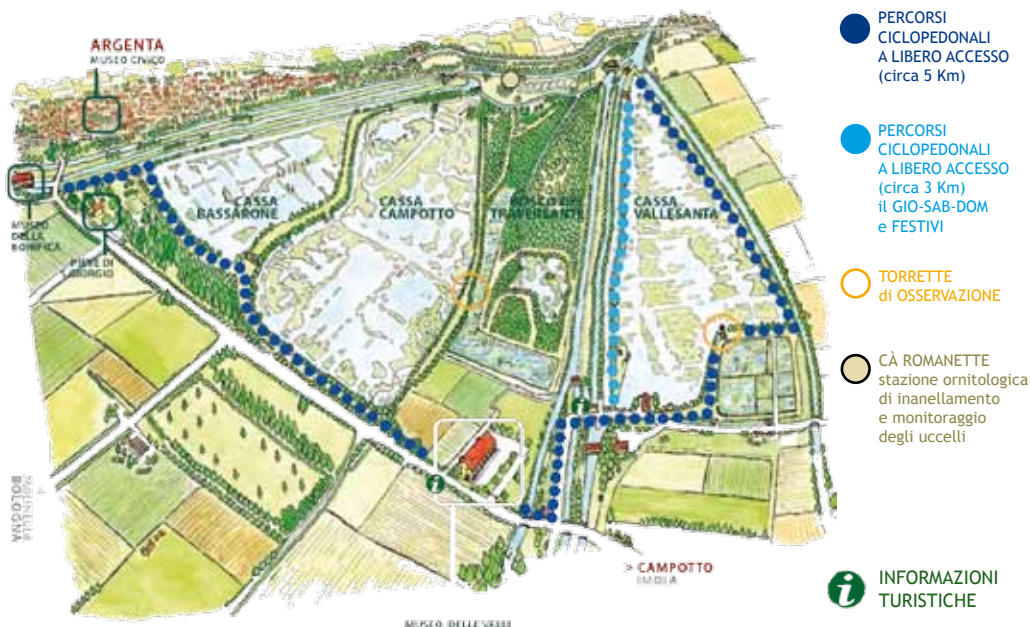 ARGENTA
MUSEO CIVICO
MUSEO
DELLA
BONIFICA
PIEVE DI
GIORGIO
CASSA
BASSARONE
CASSA
CAMPOTTO
BOSCO DEL
TRAVERSANTE
CASSA
VALLESANTA
BOLOGNA
> CAMPOTTO
IMOLA
MUSEO DELLE VALLI
PERCORSI
CICLOPEDONALI
A LIBERO ACCESSO
(circa 5 Km)
PERCORSI
CICLOPEDONALI
A LIBERO ACCESSO
(circa 3 Km)
il GIO-SAB-DOM
e FESTIVI
TORRETTE
di OSSERVAZIONE
CÀ ROMANETTE
stazione ornitologica
di inanellamento
e monitoraggio
degli uccelli
i
INFORMAZIONI
TURISTICHE